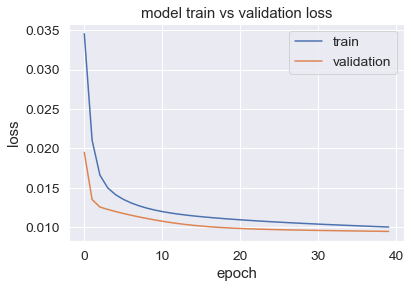 model train vs validation loss
train
validation
loss
0.035
0.030
0.025
0.020
0.015
0.010
0 10 20 30 40
epoch